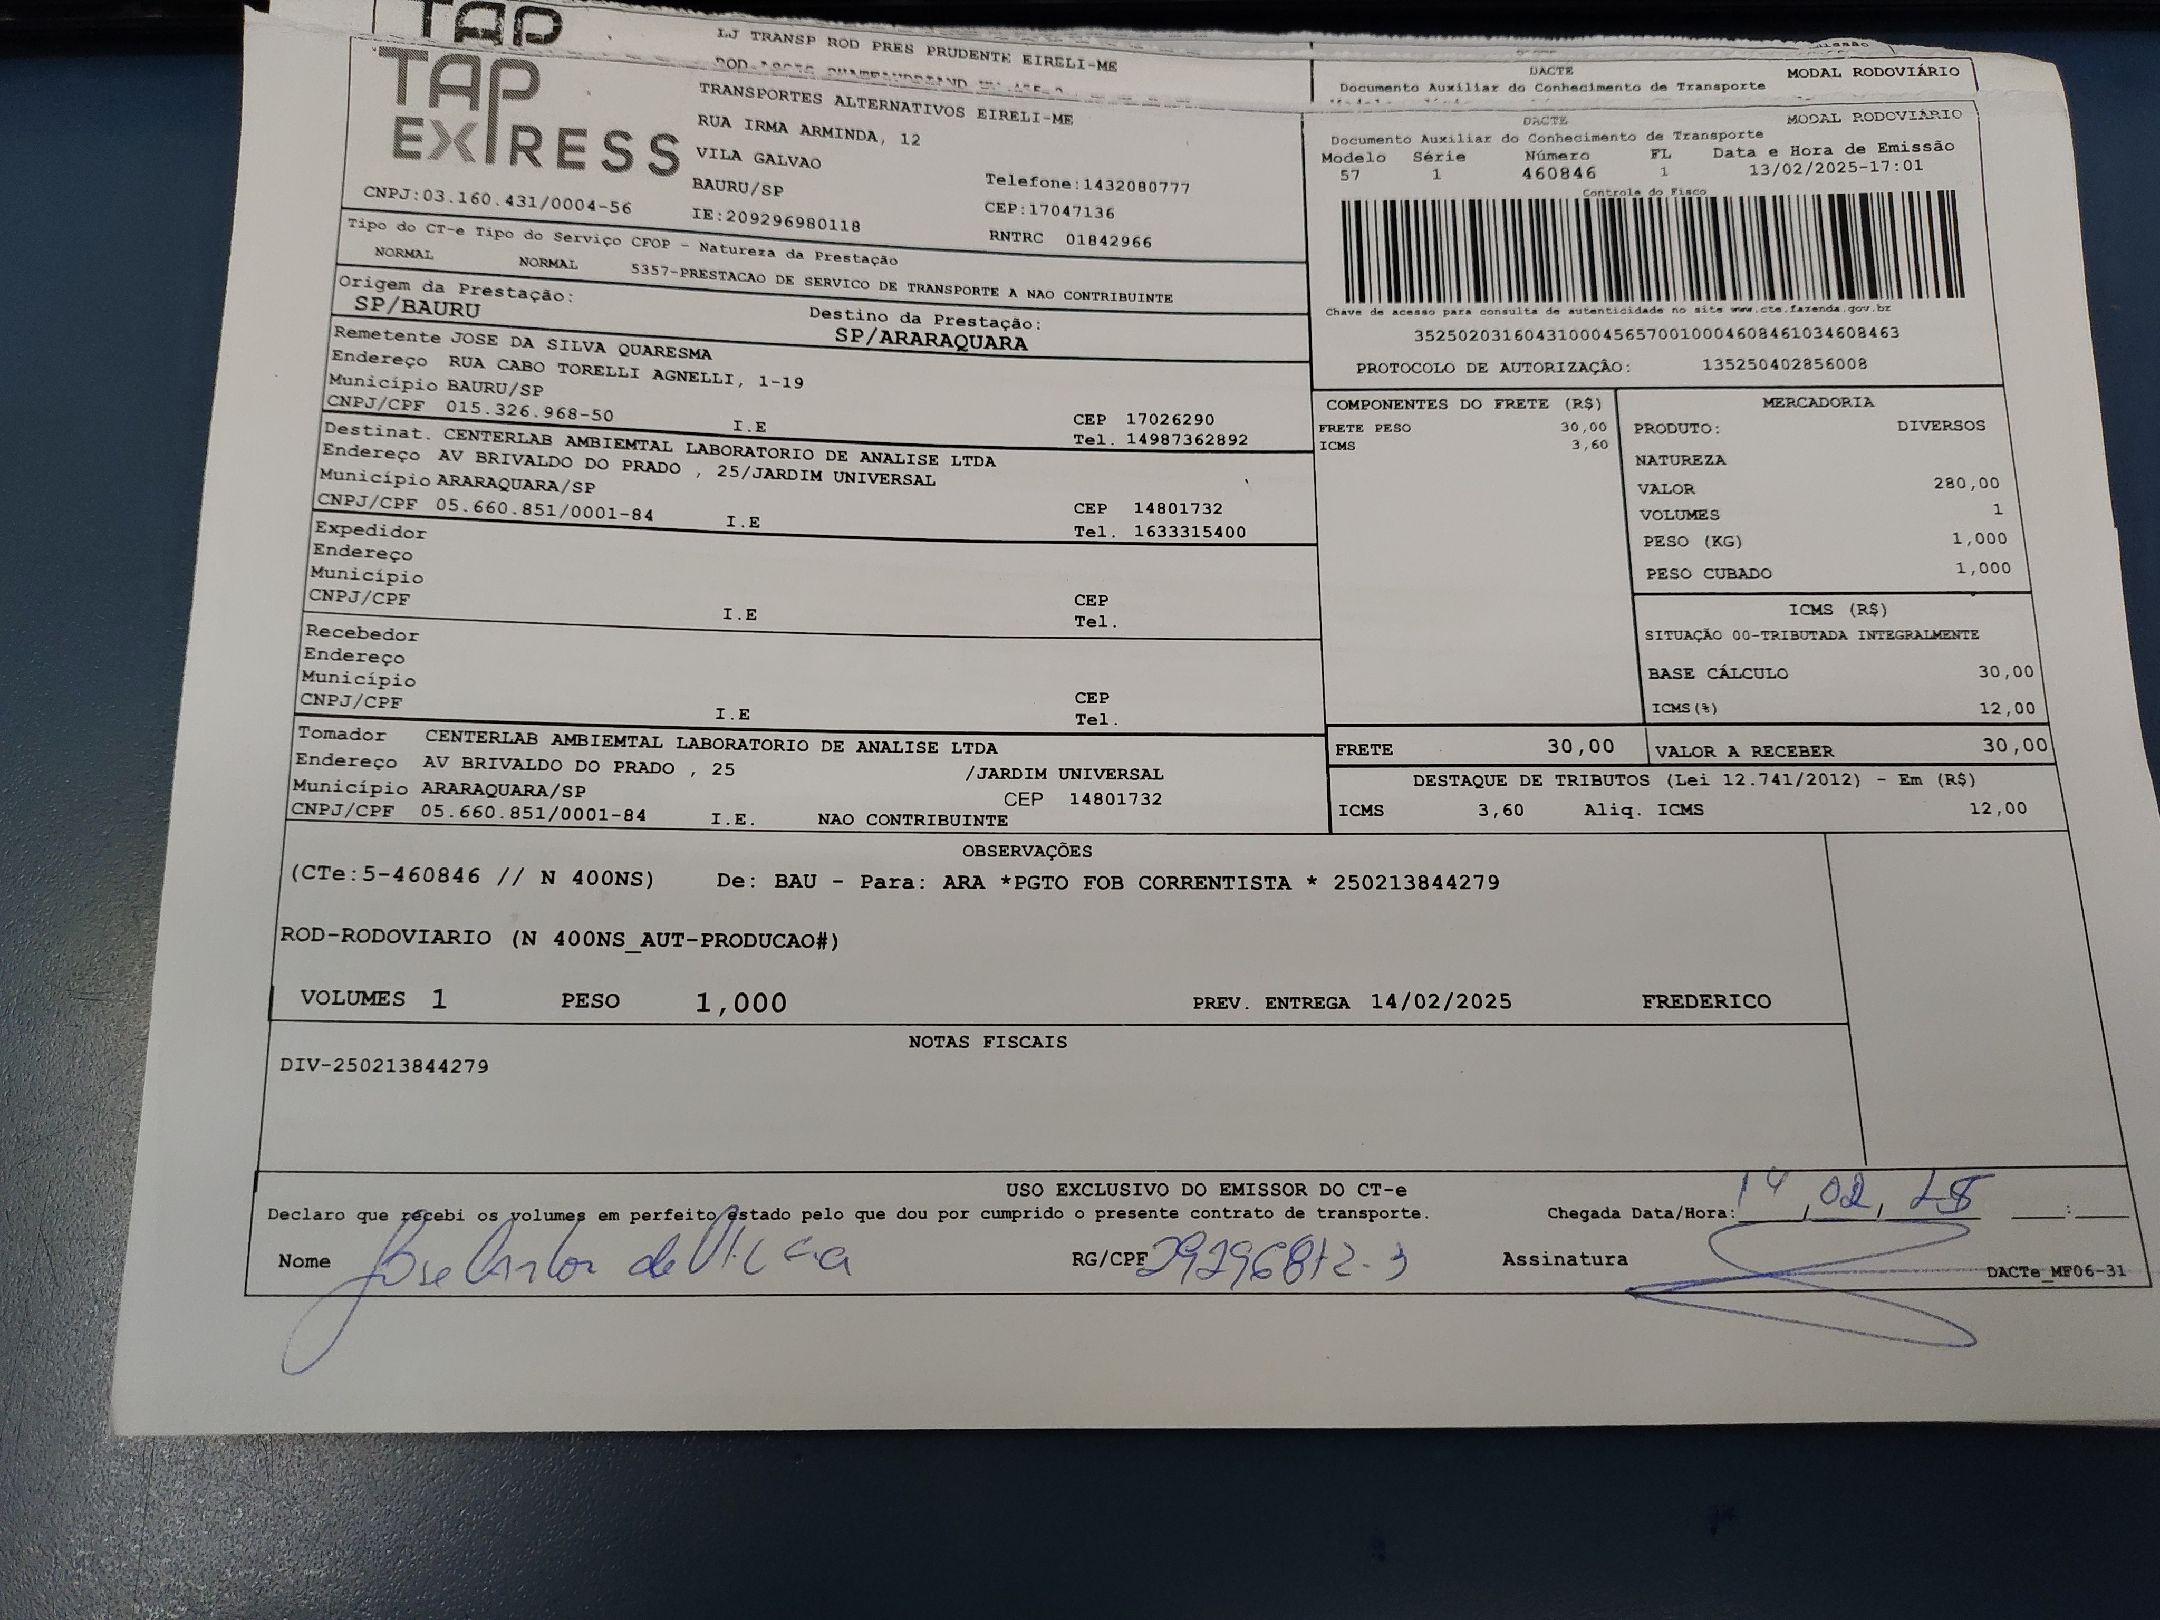 TAP
LJ TRANSP ROD PRES PRUDENTE EIRELI-ME
DACTE
MODAL RODOVIÁRIO
Documento Auxiliar do Conhecimento de Transporte
TAP EXPRESS
CNPJ:03.160.431/0004-56
TRANSPORTES ALTERNATIVOS EIRELI-ME
RUA IRMA ARMINDA, 12
VILA GALVAO
BAURU/SP
Telefone:1432080777
CEP:17047136
IE:209296980118
RNTRC 01842966
DACTE
MODAL RODOVIÁRIO
Documento Auxiliar do Conhecimento de Transporte
Modelo Série Número FL Data e Hora de Emissão
57 1 460846 1 13/02/2025-17:01
Controle do Fisco
Chave de acesso para consulta de autenticidade no site www.cte.fazenda.gov.br
35250203160431000456570010004608461034608463
PROTOCOLO DE AUTORIZAÇÃO: 135250402856008
Tipo do CT-e Tipo do Serviço CFOP - Natureza da Prestação
NORMAL NORMAL 5357-PRESTACAO DE SERVICO DE TRANSPORTE A NAO CONTRIBUINTE
Origem da Prestação: Destino da Prestação:
SP/BAURU SP/ARARAQUARA
Remetente JOSE DA SILVA QUARESMA
Endereço RUA CABO TORELLI AGNELLI, 1-19
Município BAURU/SP CEP 17026290
CNPJ/CPF 015.326.968-50 I.E Tel. 14987362892
Destinat. CENTERLAB AMBIEMTAL LABORATORIO DE ANALISE LTDA
Endereço AV BRIVALDO DO PRADO , 25/JARDIM UNIVERSAL
Município ARARAQUARA/SP CEP 14801732
CNPJ/CPF 05.660.851/0001-84 I.E Tel. 1633315400
Expedidor
Endereço
Município CEP
CNPJ/CPF I.E Tel.
Recebedor
Endereço
Município CEP
CNPJ/CPF I.E Tel.
Tomador CENTERLAB AMBIEMTAL LABORATORIO DE ANALISE LTDA
Endereço AV BRIVALDO DO PRADO , 25 /JARDIM UNIVERSAL
Município ARARAQUARA/SP CEP 14801732
CNPJ/CPF 05.660.851/0001-84 I.E. NAO CONTRIBUINTE
COMPONENTES DO FRETE (R$)
FRETE PESO 30,00
ICMS 3,60
MERCADORIA
PRODUTO: DIVERSOS
NATUREZA
VALOR 280,00
VOLUMES 1
PESO (KG) 1,000
PESO CUBADO 1,000
ICMS (R$)
SITUAÇÃO 00-TRIBUTADA INTEGRALMENTE
BASE CÁLCULO 30,00
ICMS(%) 12,00
FRETE 30,00 VALOR A RECEBER 30,00
DESTAQUE DE TRIBUTOS (Lei 12.741/2012) - Em (R$)
ICMS 3,60 Aliq. ICMS 12,00
OBSERVAÇÕES
(CTe:5-460846 // N 400NS) De: BAU - Para: ARA *PGTO FOB CORRENTISTA * 250213844279
ROD-RODOVIARIO (N 400NS_AUT-PRODUCAO#)
VOLUMES 1 PESO 1,000 PREV. ENTREGA 14/02/2025 FREDERICO
NOTAS FISCAIS
DIV-250213844279
USO EXCLUSIVO DO EMISSOR DO CT-e
Declaro que recebi os volumes em perfeito estado pelo que dou por cumprido o presente contrato de transporte. Chegada Data/Hora: 14,02,25 :
Nome Jose Carlos de RG/CPF Assinatura
DACTe_MF06-31